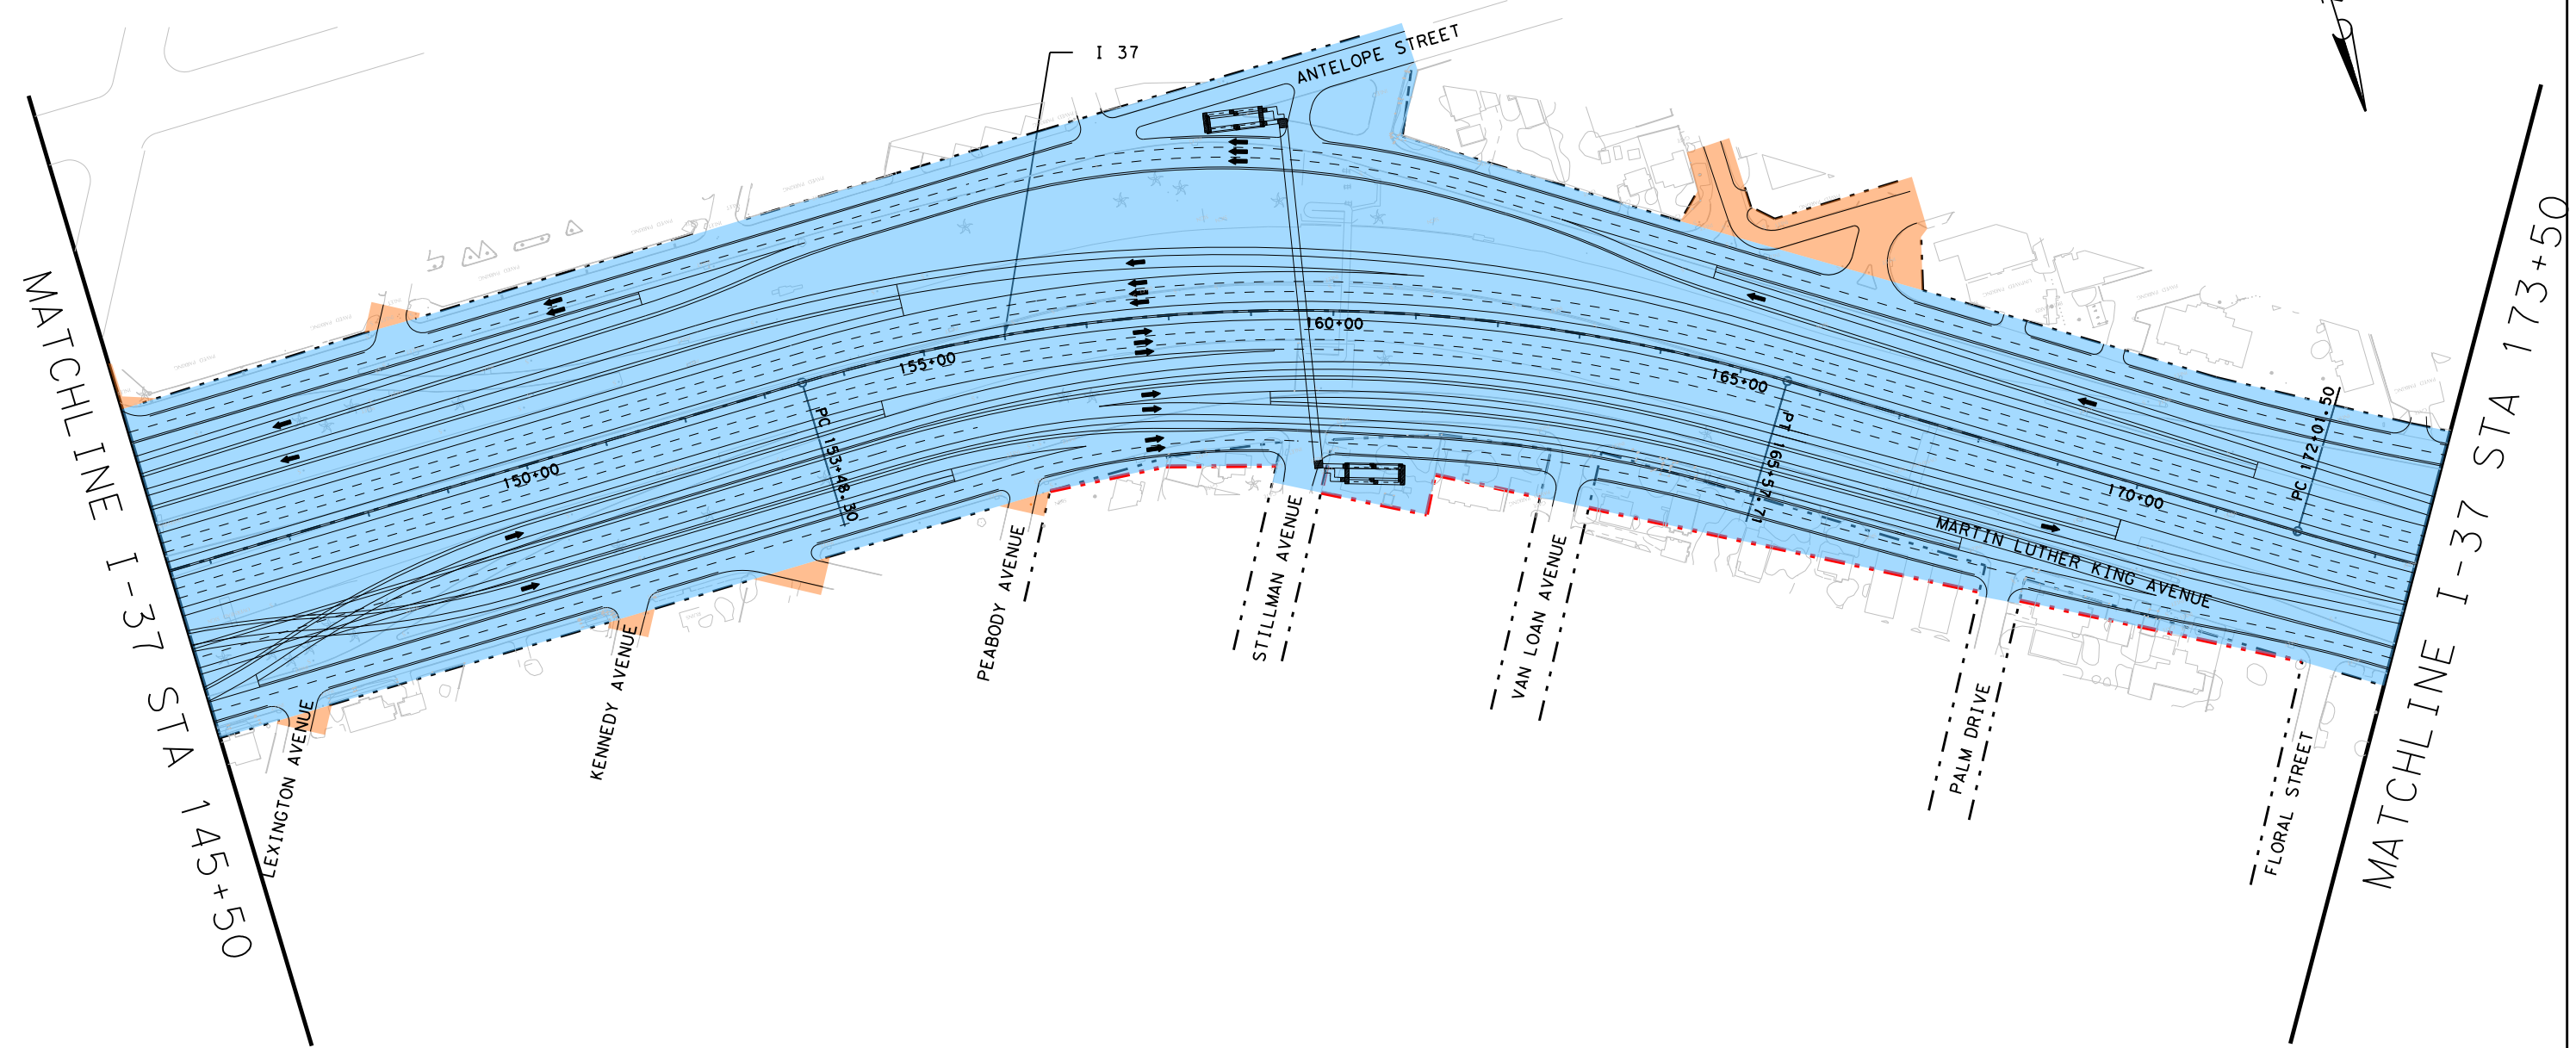 I 37
ANTELOPE STREET
MATCHLINE I-37 STA 145+50
MATCHLINE I-37 STA 173+50
150+00
PC 153+48.30
155+00
160+00
165+00
PT 165+57.71
170+00
PC 172+01.50
MARTIN LUTHER KING AVENUE
LEXINGTON AVENUE
KENNEDY AVENUE
PEABODY AVENUE
STILLMAN AVENUE
VAN LOAN AVENUE
PALM DRIVE
FLORAL STREET